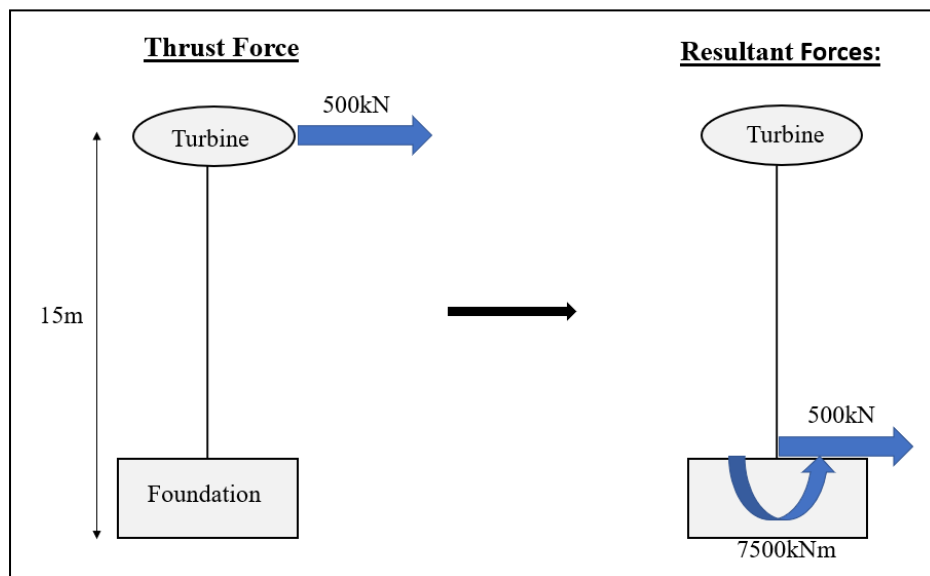 Thrust Force
500kN
Turbine
15m
Foundation
Resultant Forces:
Turbine
500kN
7500kNm